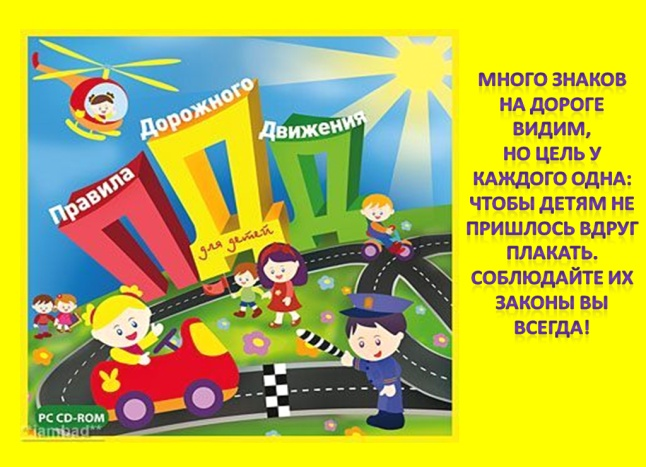 Правила
Дорожного
Движения
ПДД
для детей
PC CD-ROM
МНОГО ЗНАКОВ
НА ДОРОГЕ
ВИДИМ,
НО ЦЕЛЬ У
КАЖДОГО ОДНА:
ЧТОБЫ ДЕТЯМ НЕ
ПРИШЛОСЬ ВДРУГ
ПЛАКАТЬ.
СОБЛЮДАЙТЕ ИХ
ЗАКОНЫ ВЫ
ВСЕГДА!